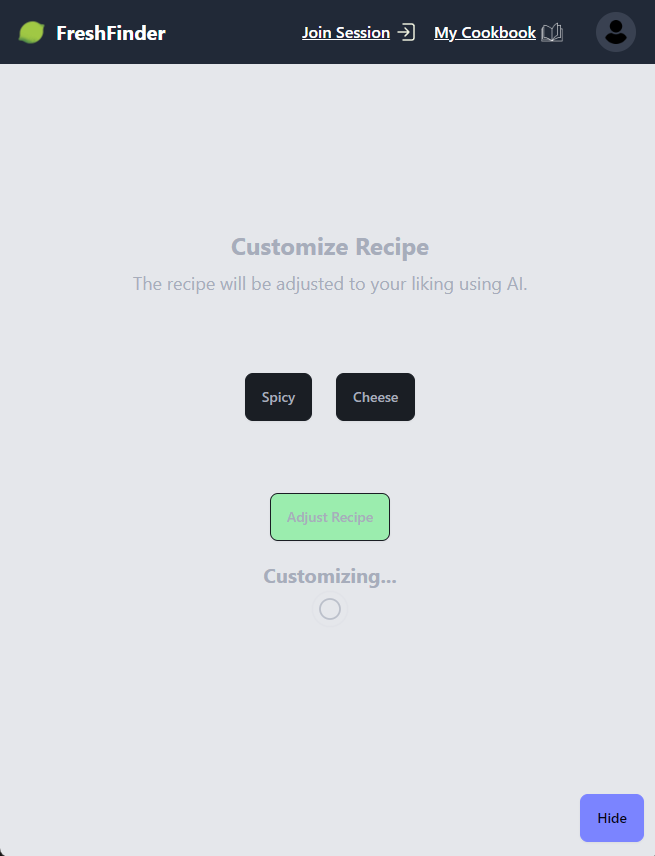 FreshFinder
Join Session
My Cookbook
Customize Recipe
The recipe will be adjusted to your liking using AI.
Spicy
Cheese
Adjust Recipe
Customizing...
Hide